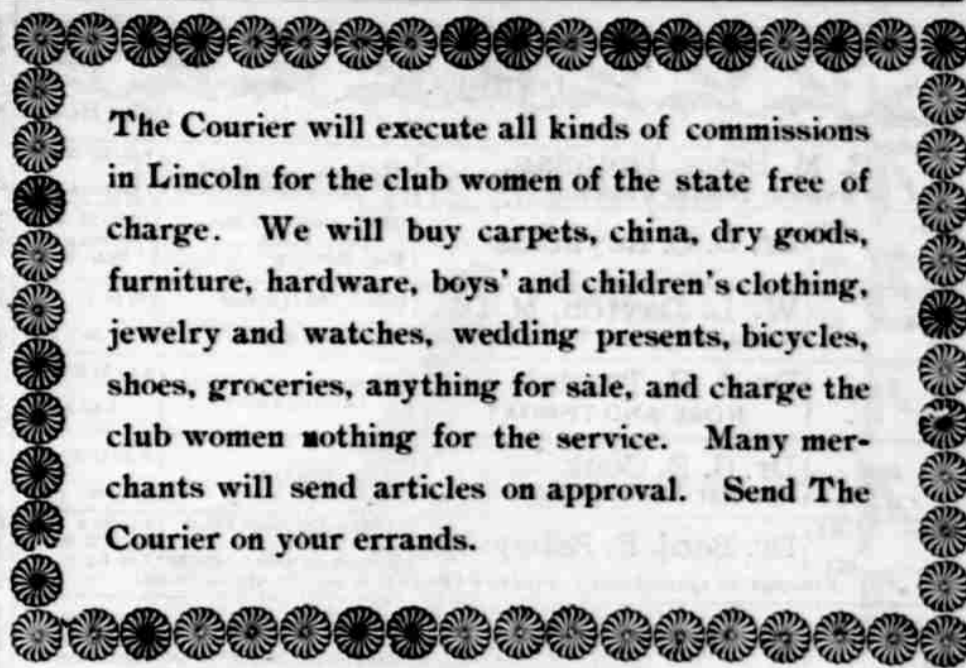 The Courier will execute all kinds of commissions
in Lincoln for the club women of the state free of
charge. We will buy carpets, china, dry goods,
furniture, hardware, boys' and children's clothing,
jewelry and watches, wedding presents, bicycles,
shoes, groceries, anything for sale, and charge the
club women nothing for the service. Many mer-
chants will send articles on approval. Send The
Courier on your errands.